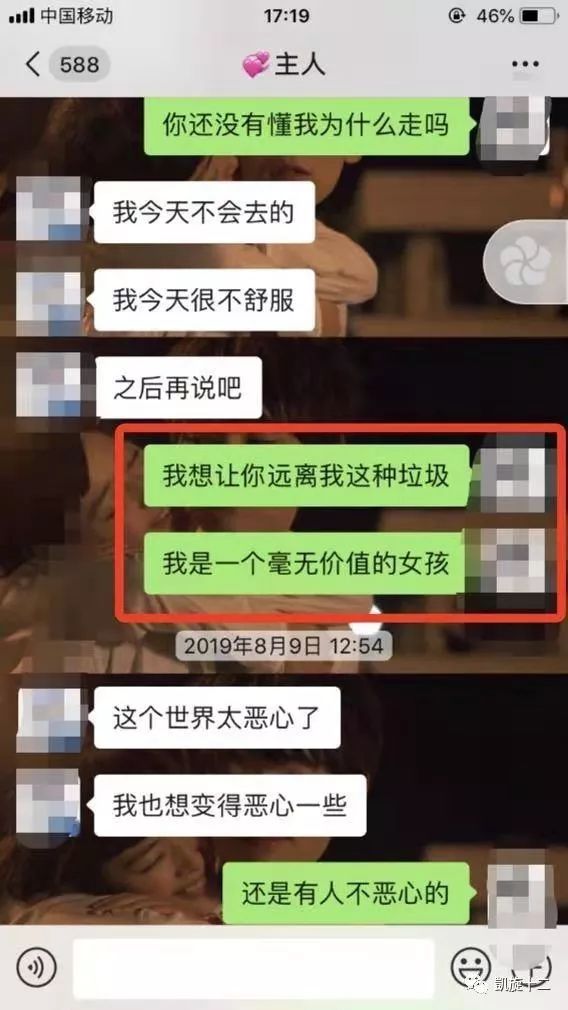 中国移动
17:19
46%
588
💞主人
你还没有懂我为什么走吗
我今天不会去的
我今天很不舒服
之后再说吧
我想让你远离我这种垃圾
我是一个毫无价值的女孩
2019年8月9日 12:54
这个世界太恶心了
我也想变得恶心一些
还是有人不恶心的
凯旋十二